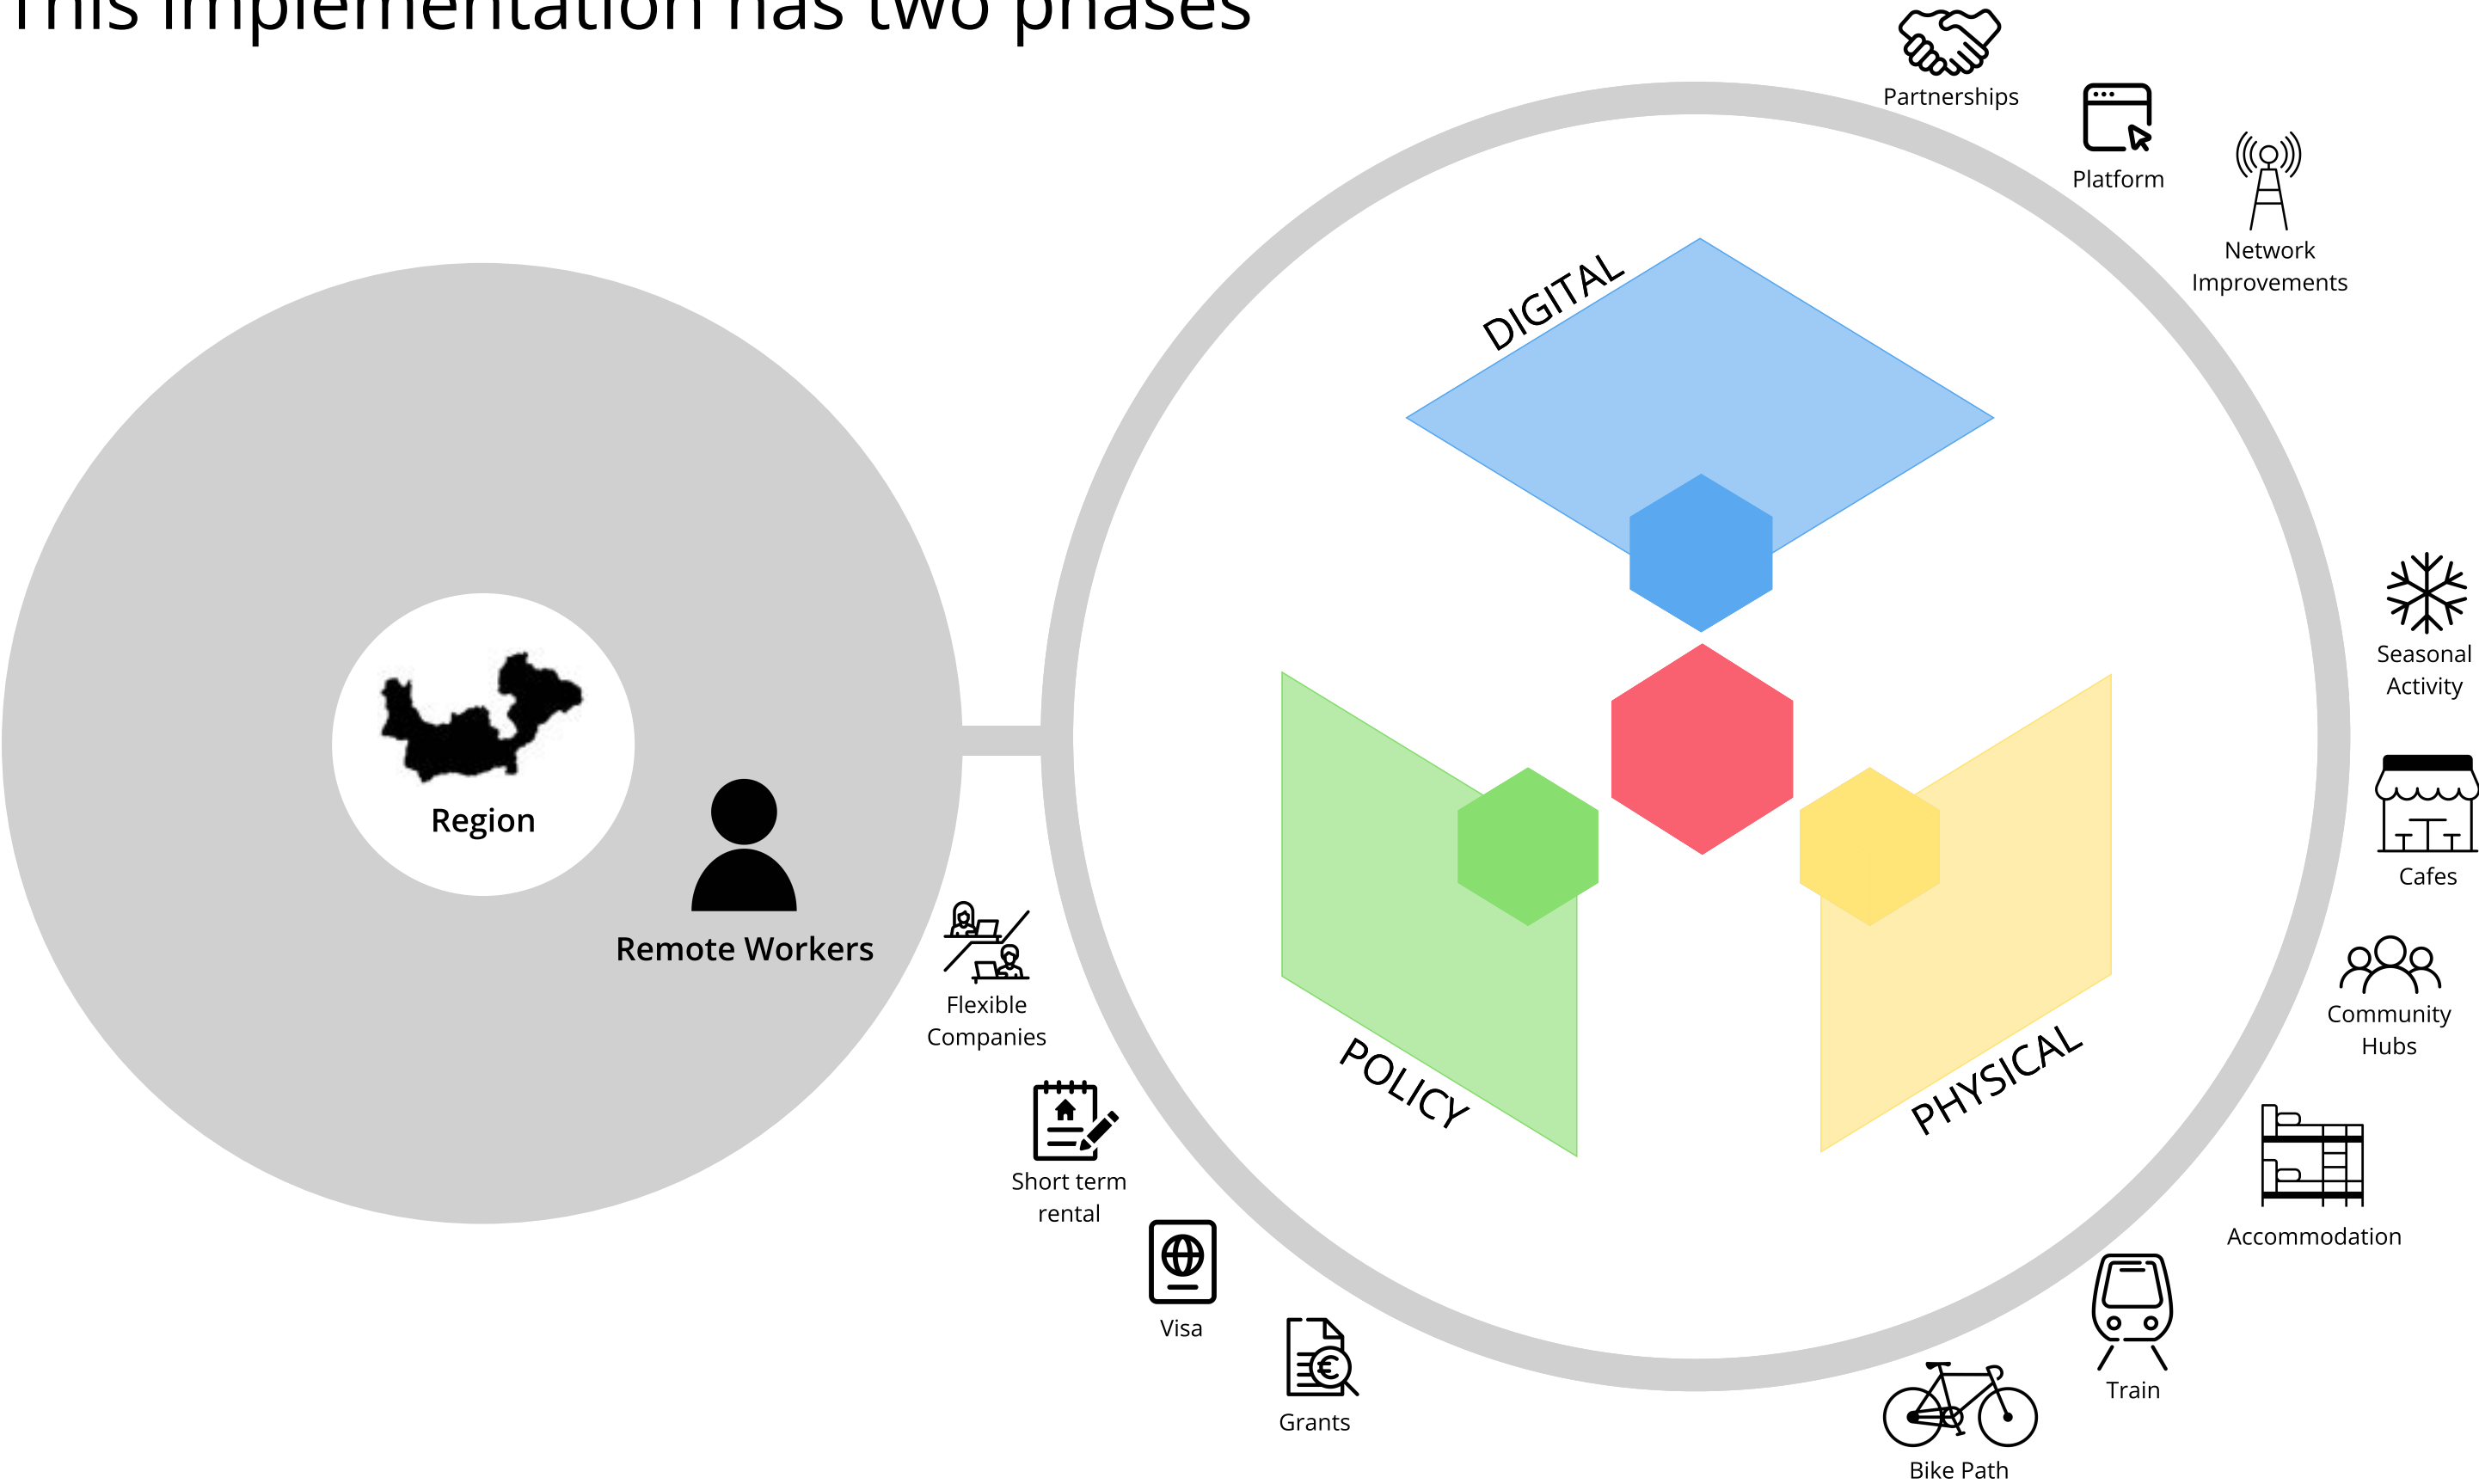 This implementation has two phases
Partnerships
Platform
Network
Improvements
DIGITAL
Seasonal
Activity
Region
Cafes
Remote Workers
Flexible
Companies
Community
Hubs
POLICY
PHYSICAL
Short term
rental
Accommodation
Visa
Train
Grants
Bike Path